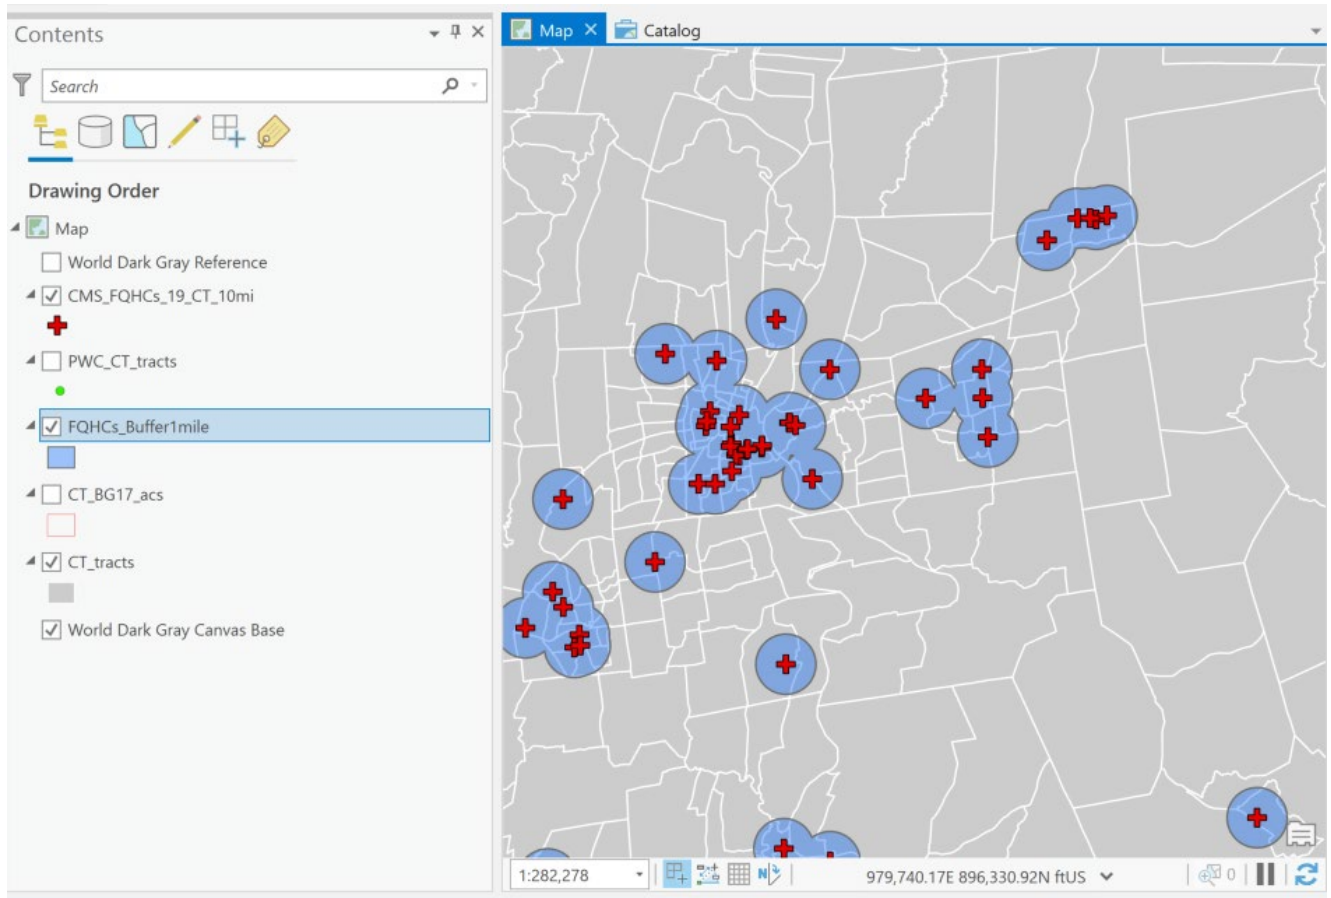 Contents
Search
Drawing Order
Map
World Dark Gray Reference
CMS_FQHCs_19_CT_10mi
PWC_CT_tracts
FQHCs_Buffer1mile
CT_BG17_acs
CT_tracts
World Dark Gray Canvas Base
Map
Catalog
1:282,278
N
979,740.17E 896,330.92N ftUS
0